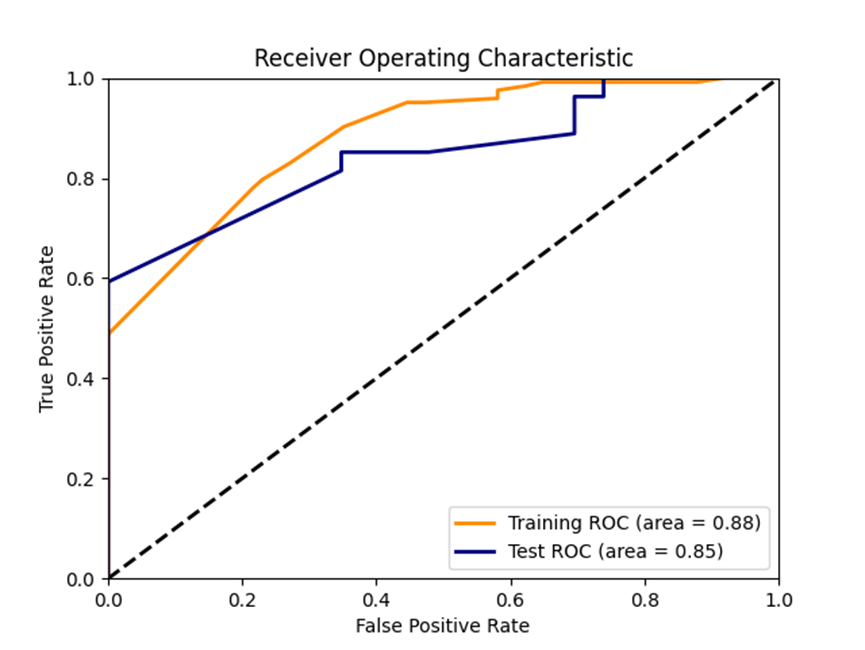 Receiver Operating Characteristic
1.0
0.8
0.6
0.4
0.2
0.0
True Positive Rate
Training ROC (area = 0.88)
Test ROC (area = 0.85)
0.0 0.2 0.4 0.6 0.8 1.0
False Positive Rate